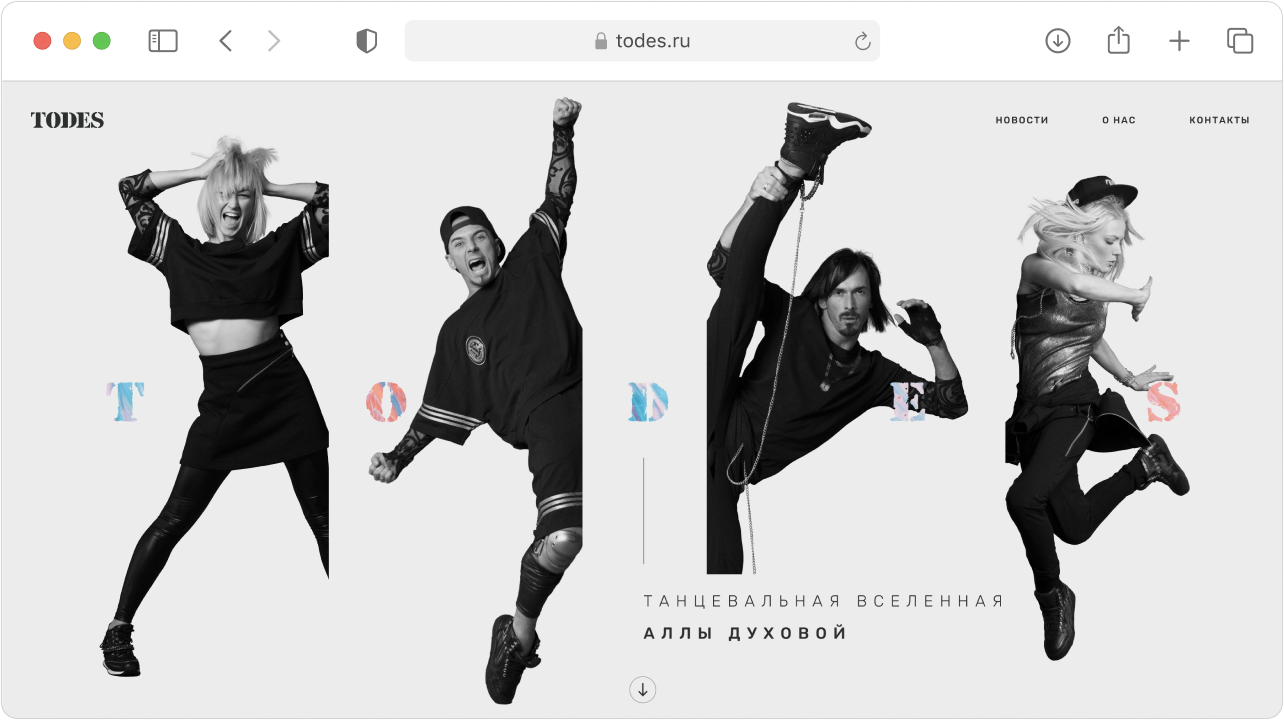 todes.ru
TODES
НОВОСТИ
О НАС
КОНТАКТЫ
T O D E S
ТАНЦЕВАЛЬНАЯ ВСЕЛЕННАЯ
АЛЛЫ ДУХОВОЙ